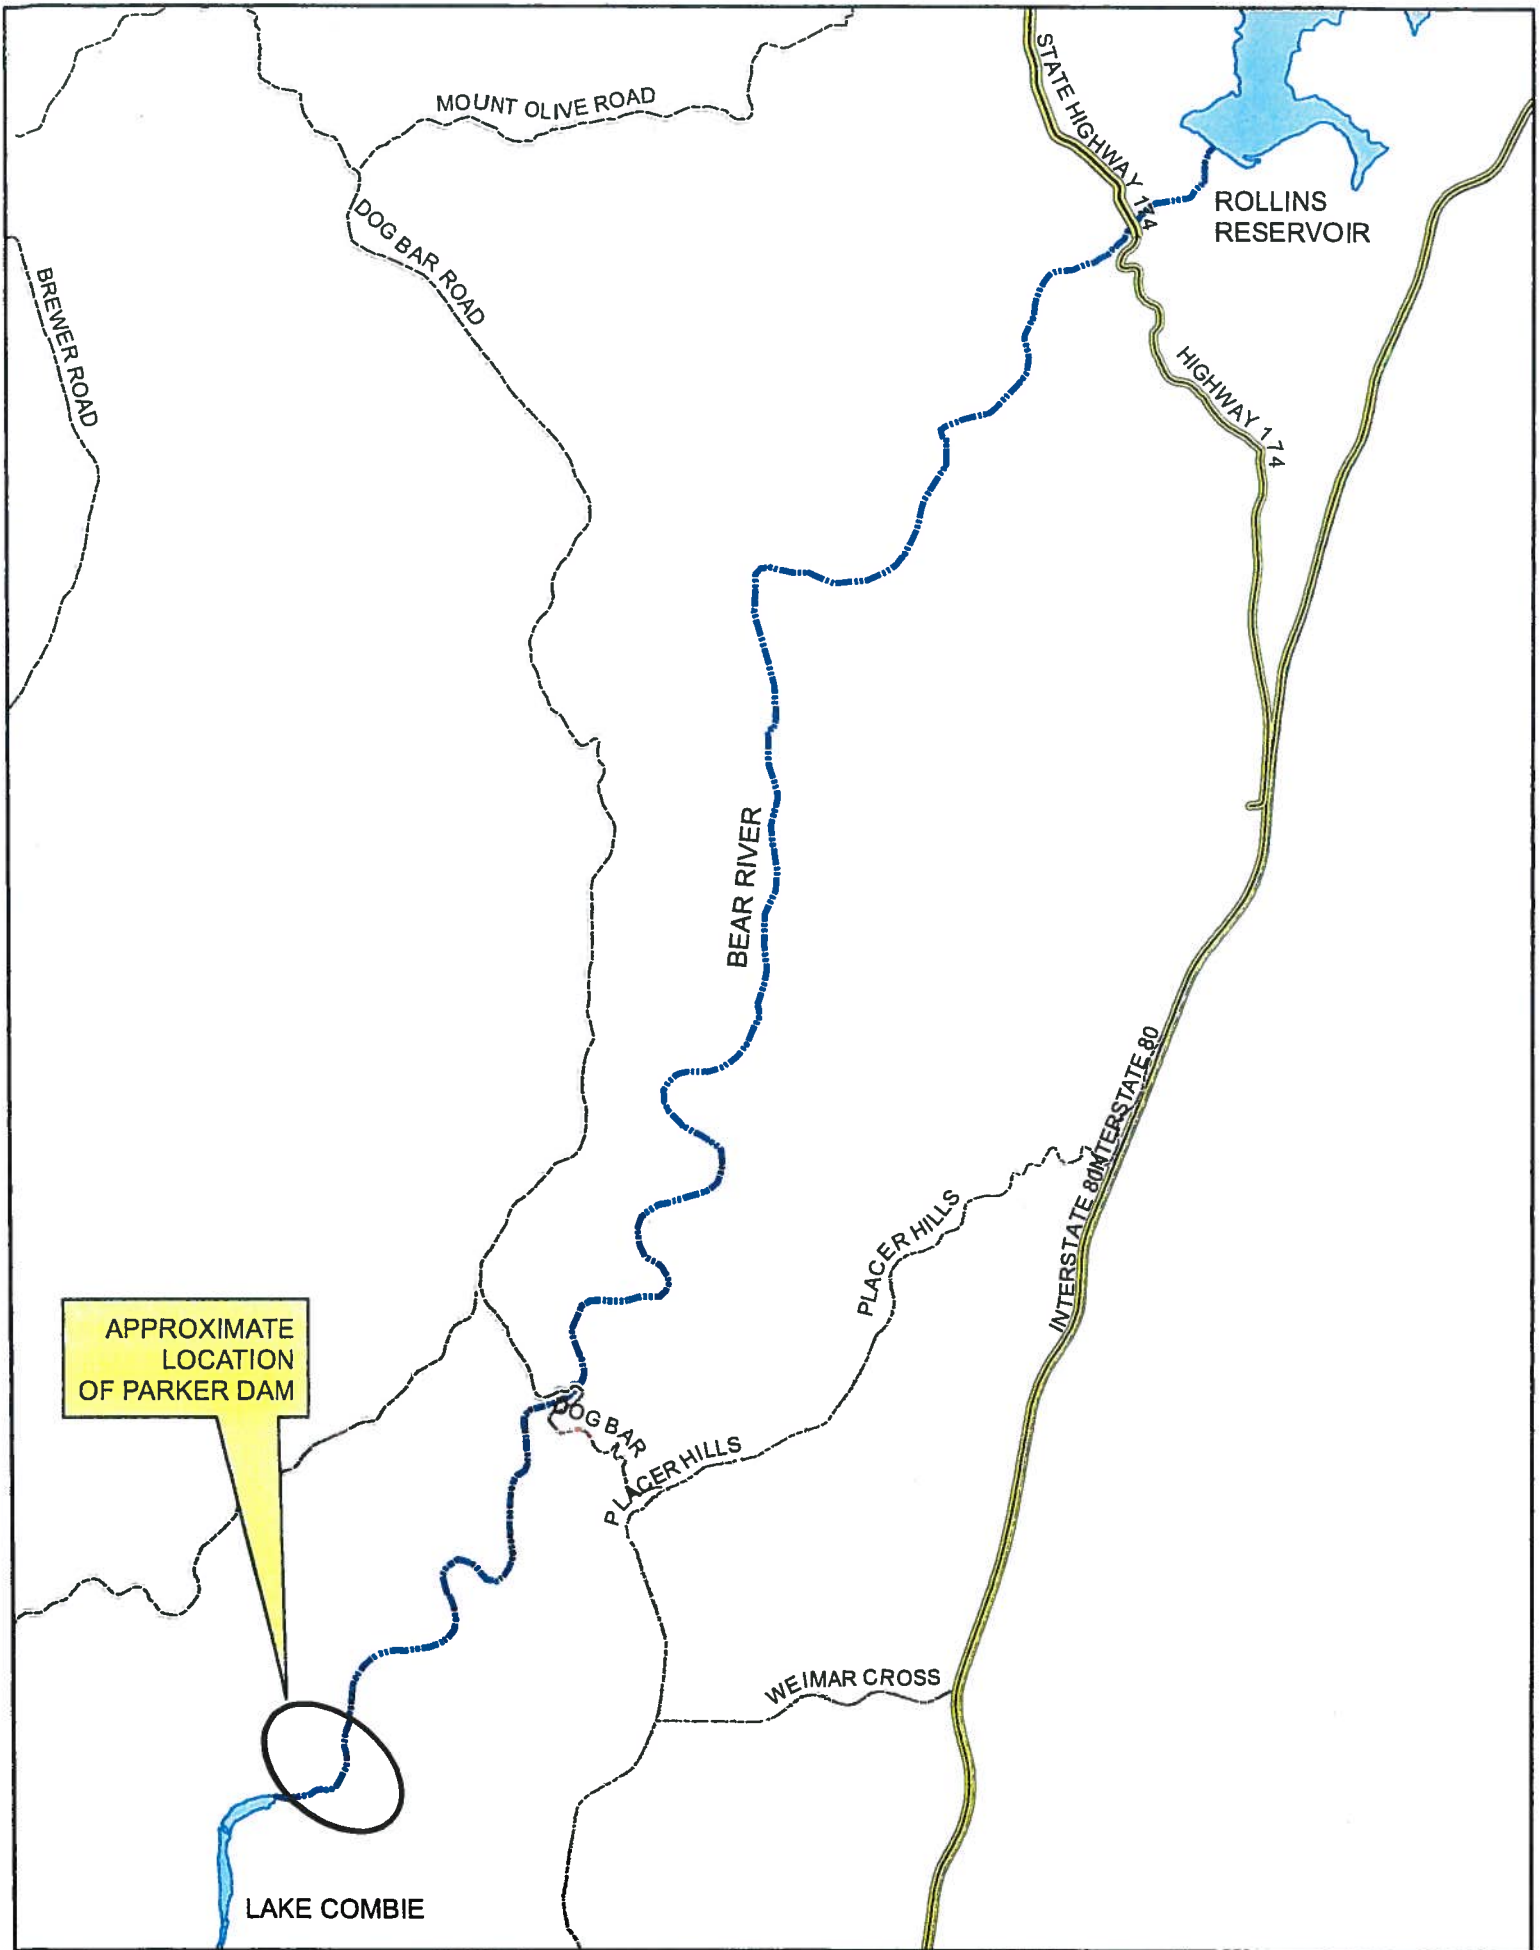 MOUNT OLIVE ROAD
STATE HIGHWAY 174
ROLLINS
RESERVOIR
DOG BAR ROAD
BREWER ROAD
HIGHWAY 174
BEAR RIVER
INTERSTATE 80
INTERSTATE 80
PLACER HILLS
APPROXIMATE
LOCATION
OF PARKER DAM
DOG BAR
PLACER HILLS
WEIMAR CROSS
LAKE COMBIE